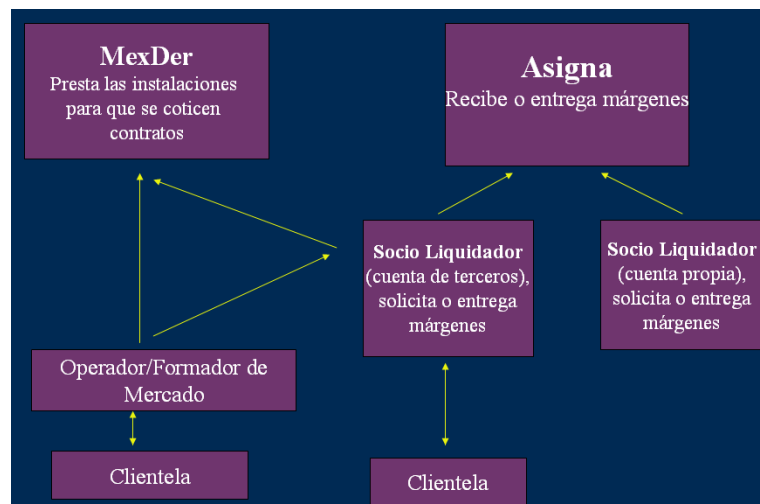 MexDer
Presta las instalaciones
para que se coticen
contratos
Asigna
Recibe o entrega márgenes
Socio Liquidador
(cuenta de terceros),
solicita o entrega
márgenes
Socio Liquidador
(cuenta propia),
solicita o entrega
márgenes
Operador/Formador de
Mercado
Clientela
Clientela